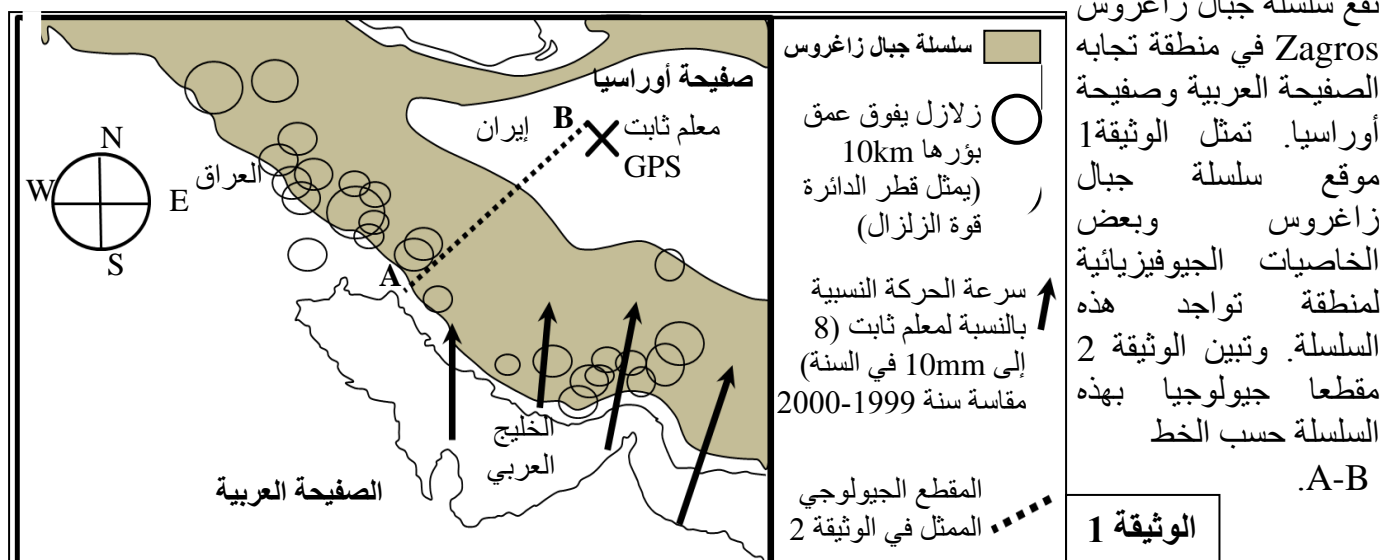 تقع سلسلة جبال زاغروس
Zagros في منطقة تجابه
الصفيحة العربية وصفيحة
أوراسيا. تمثل الوثيقة1
موقع سلسلة جبال
زاغروس وبعض
الخاصيات الجيوفيزيائية
لمنطقة تواجد هذه
السلسلة. وتبين الوثيقة 2
مقطعا جيولوجيا بهذه
السلسلة حسب الخط
A-B.
الوثيقة 1
سلسلة جبال زاغروس
زلازل يفوق عمق
بؤرها 10km
(يمثل قطر الدائرة
قوة الزلزال)
سرعة الحركة النسبية
بالنسبة لمعلم ثابت (8
إلى 10mm في السنة)
مقاسة سنة 1999-2000
المقطع الجيولوجي
الممثل في الوثيقة 2
صفيحة أوراسيا
B
إيران
معلم ثابت
GPS
N
W
E
S
العراق
A
الخليج
العربي
الصفيحة العربية